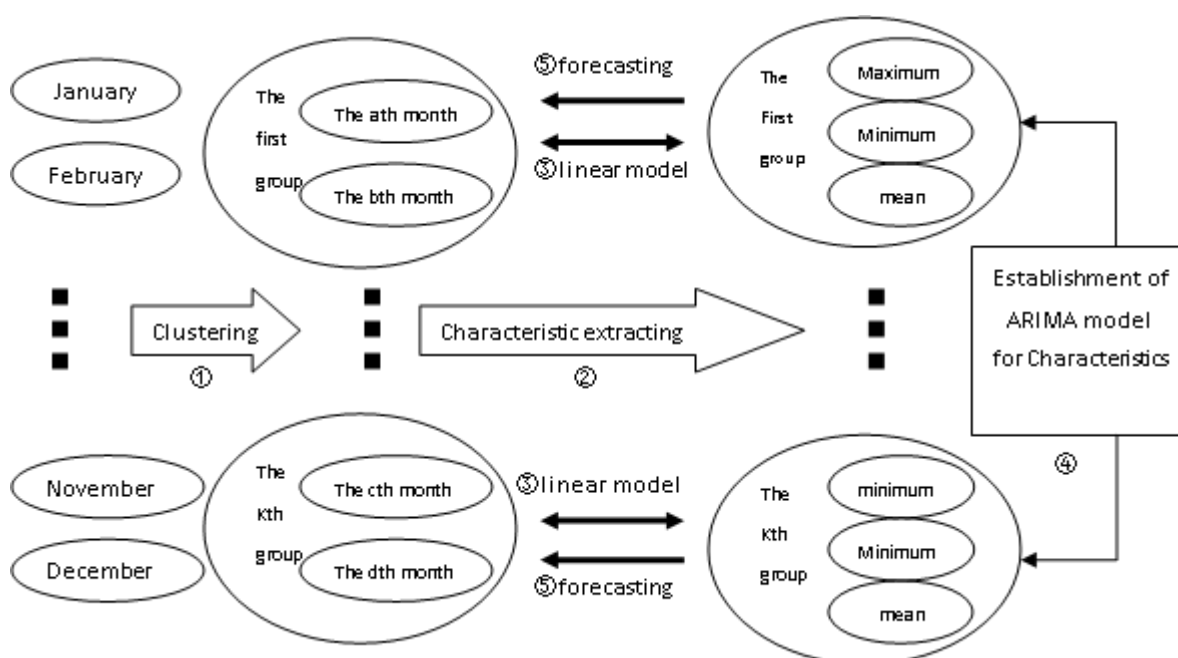 January
February
The
first
group
The ath month
The bth month
⑤forecasting
③linear model
The
First
group
Maximum
Minimum
mean
Clustering
①
Characteristic extracting
②
Establishment of
ARIMA model
for Characteristics
④
November
December
The
Kth
group
The cth month
The dth month
③linear model
⑤forecasting
The
Kth
group
minimum
Minimum
mean